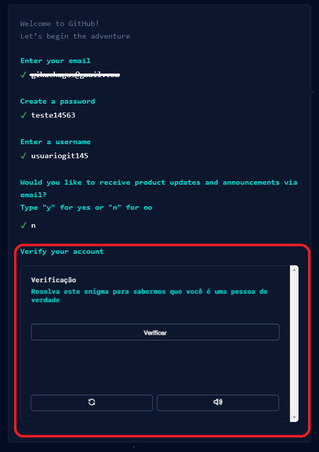 Welcome to GitHub!
Let's begin the adventure
Enter your email
✓
Create a password
✓ teste14563
Enter a username
✓ usuariogit145
Would you like to receive product updates and announcements via
email?
Type "y" for yes or "n" for no
✓ n
Verify your account
Verificação
Resolva este enigma para sabermos que você é uma pessoa de
verdade
Verificar